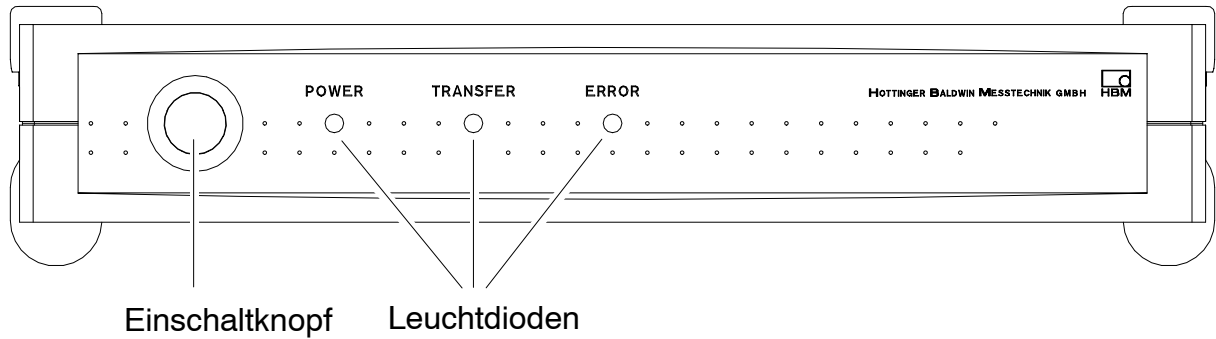 POWER TRANSFER ERROR HOTTINGER BALDWIN MESSTECHNIK GMBH HBM
Einschaltknopf Leuchtdioden